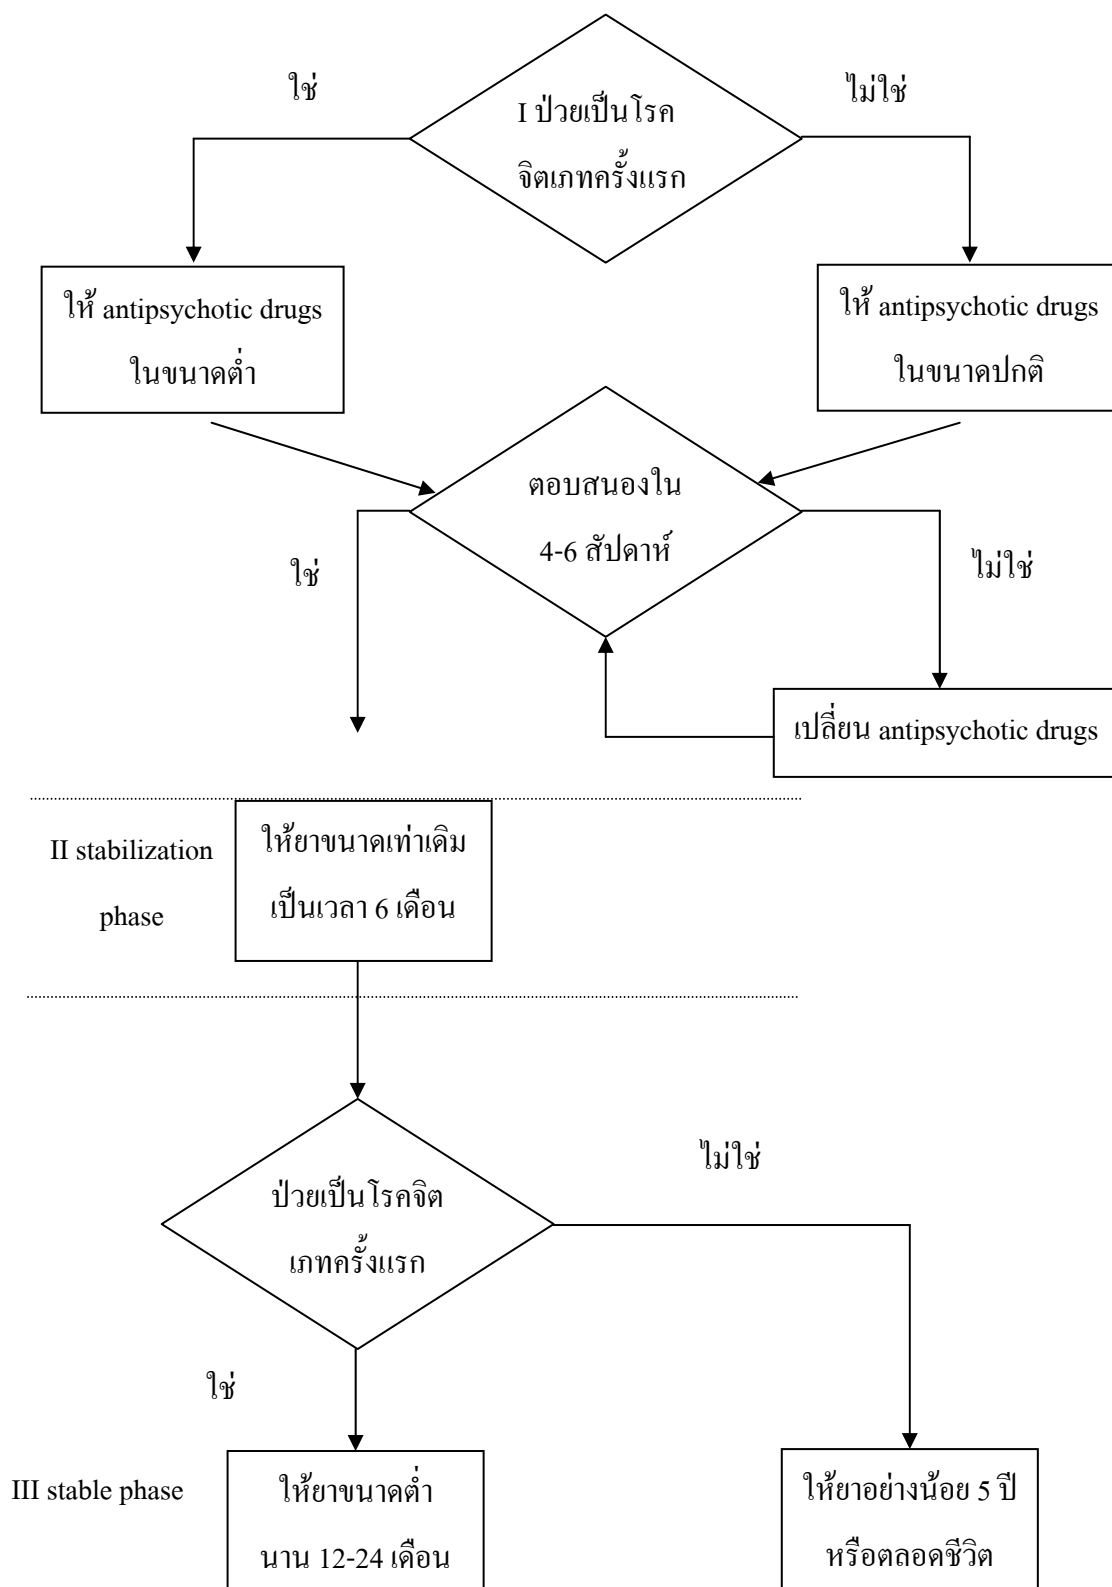 ใช่
ไม่ใช่
I ป่วยเป็นโรค
จิตเภทครั้งแรก
ให้ antipsychotic drugs
ในขนาดต่ำ
ให้ antipsychotic drugs
ในขนาดปกติ
ตอบสนองใน
4-6 สัปดาห์
ใช่
ไม่ใช่
เปลี่ยน antipsychotic drugs
II stabilization
phase
ให้ยาขนาดเท่าเดิม
เป็นเวลา 6 เดือน
ป่วยเป็นโรคจิต
เภทครั้งแรก
ไม่ใช่
ใช่
III stable phase
ให้ยาขนาดต่ำ
นาน 12-24 เดือน
ให้ยาอย่างน้อย 5 ปี
หรือตลอดชีวิต